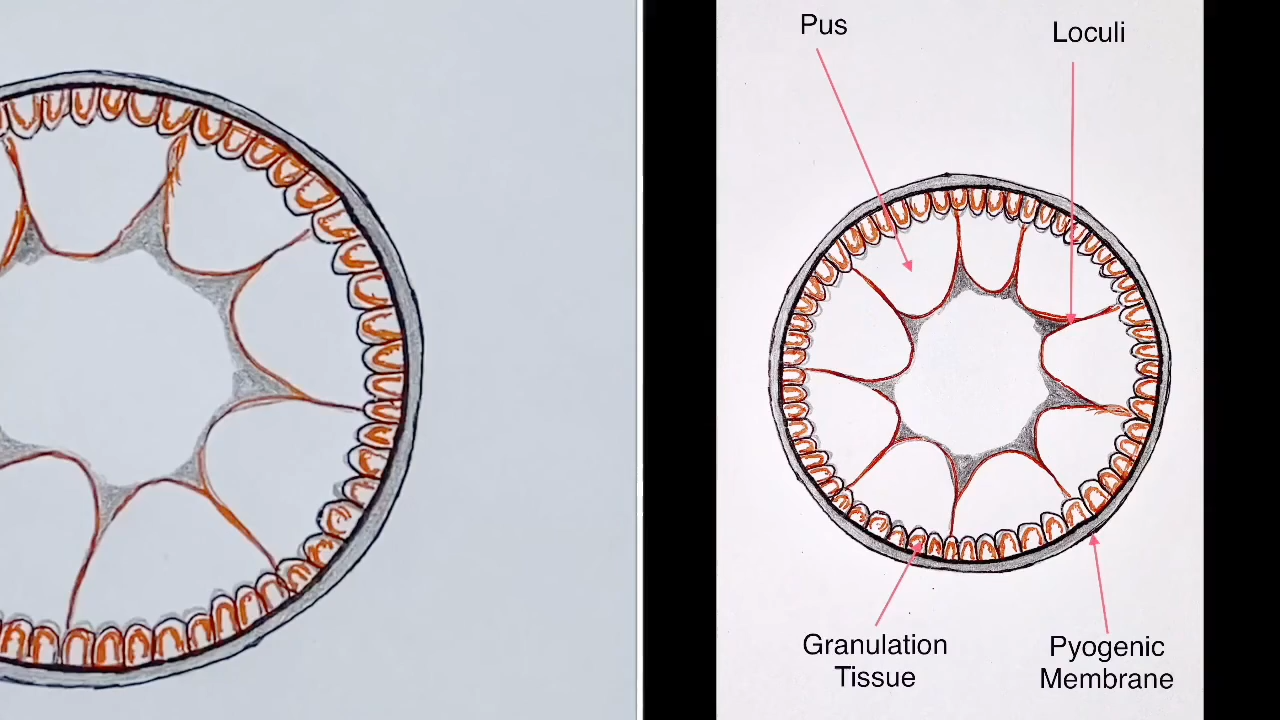 Pus
Loculi
Granulation
Tissue
Pyogenic
Membrane